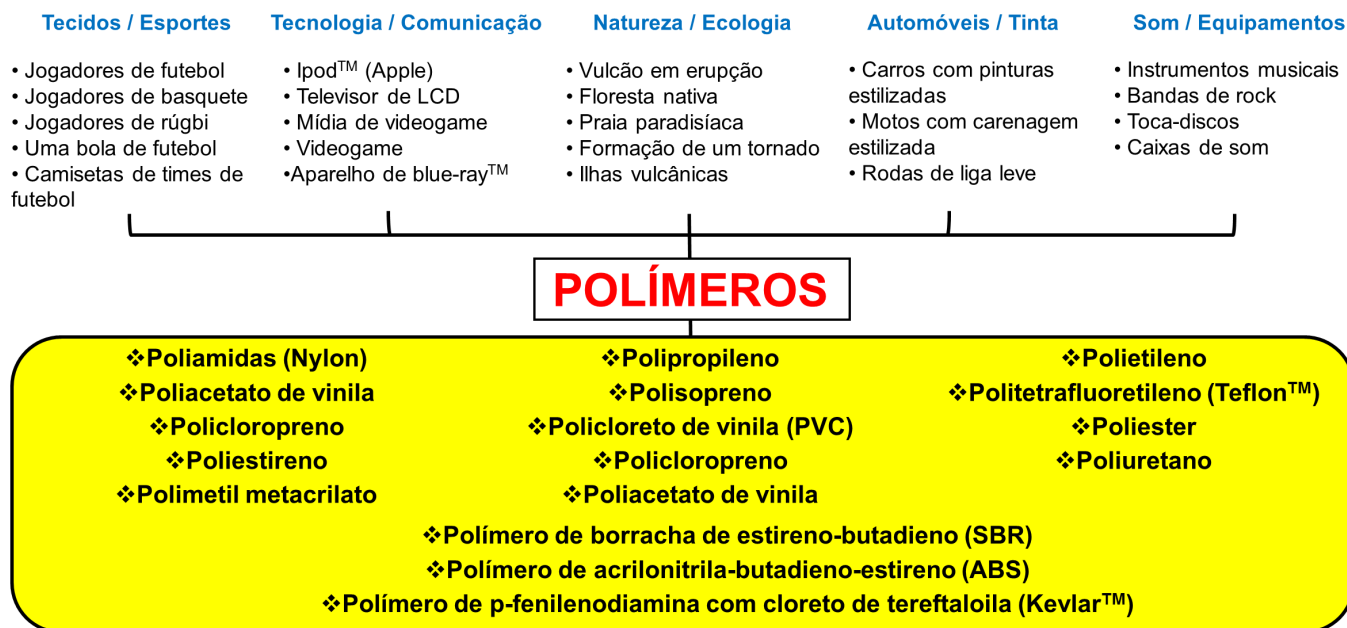 Tecidos / Esportes
• Jogadores de futebol
• Jogadores de basquete
• Jogadores de rúgbi
• Uma bola de futebol
• Camisetas de times de
futebol
Tecnologia / Comunicação
• Ipod™ (Apple)
• Televisor de LCD
• Mídia de videogame
• Videogame
•Aparelho de blue-ray™
Natureza / Ecologia
• Vulcão em erupção
• Floresta nativa
• Praia paradisíaca
• Formação de um tornado
• Ilhas vulcânicas
Automóveis / Tinta
• Carros com pinturas
estilizadas
• Motos com carenagem
estilizada
• Rodas de liga leve
Som / Equipamentos
• Instrumentos musicais
• Bandas de rock
• Toca-discos
• Caixas de som
POLÍMEROS
❖Poliamidas (Nylon)
❖Poliacetato de vinila
❖Policloropreno
❖Poliestireno
❖Polimetil metacrilato
❖Polipropileno
❖Polisopreno
❖Policloreto de vinila (PVC)
❖Policloropreno
❖Poliacetato de vinila
❖Polietileno
❖Politetrafluoretileno (Teflon™)
❖Poliester
❖Poliuretano
❖Polímero de borracha de estireno-butadieno (SBR)
❖Polímero de acrilonitrila-butadieno-estireno (ABS)
❖Polímero de p-fenilenodiamina com cloreto de tereftaloila (Kevlar™)